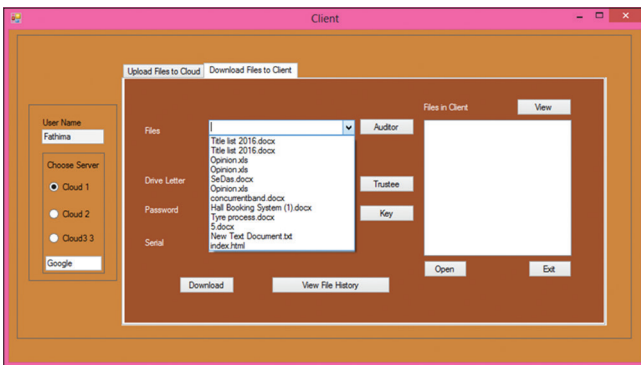 Client
Upload Files to Cloud Download Files to Client
User Name
Fathima
Choose Server
Cloud 1
Cloud 2
Cloud3 3
Google
Files
Title list 2016.docx
Title list 2016.docx
Opinion.xls
Opinion.xls
SeDas.docx
Opinion.xls
concurrentband.docx
Hall Booking System (1).docx
Tyre process.docx
5.docx
New Text Document.txt
index.html
Drive Letter
Password
Serial
Auditor
Trustee
Key
Download
View File History
Files in Client
View
Open
Exit